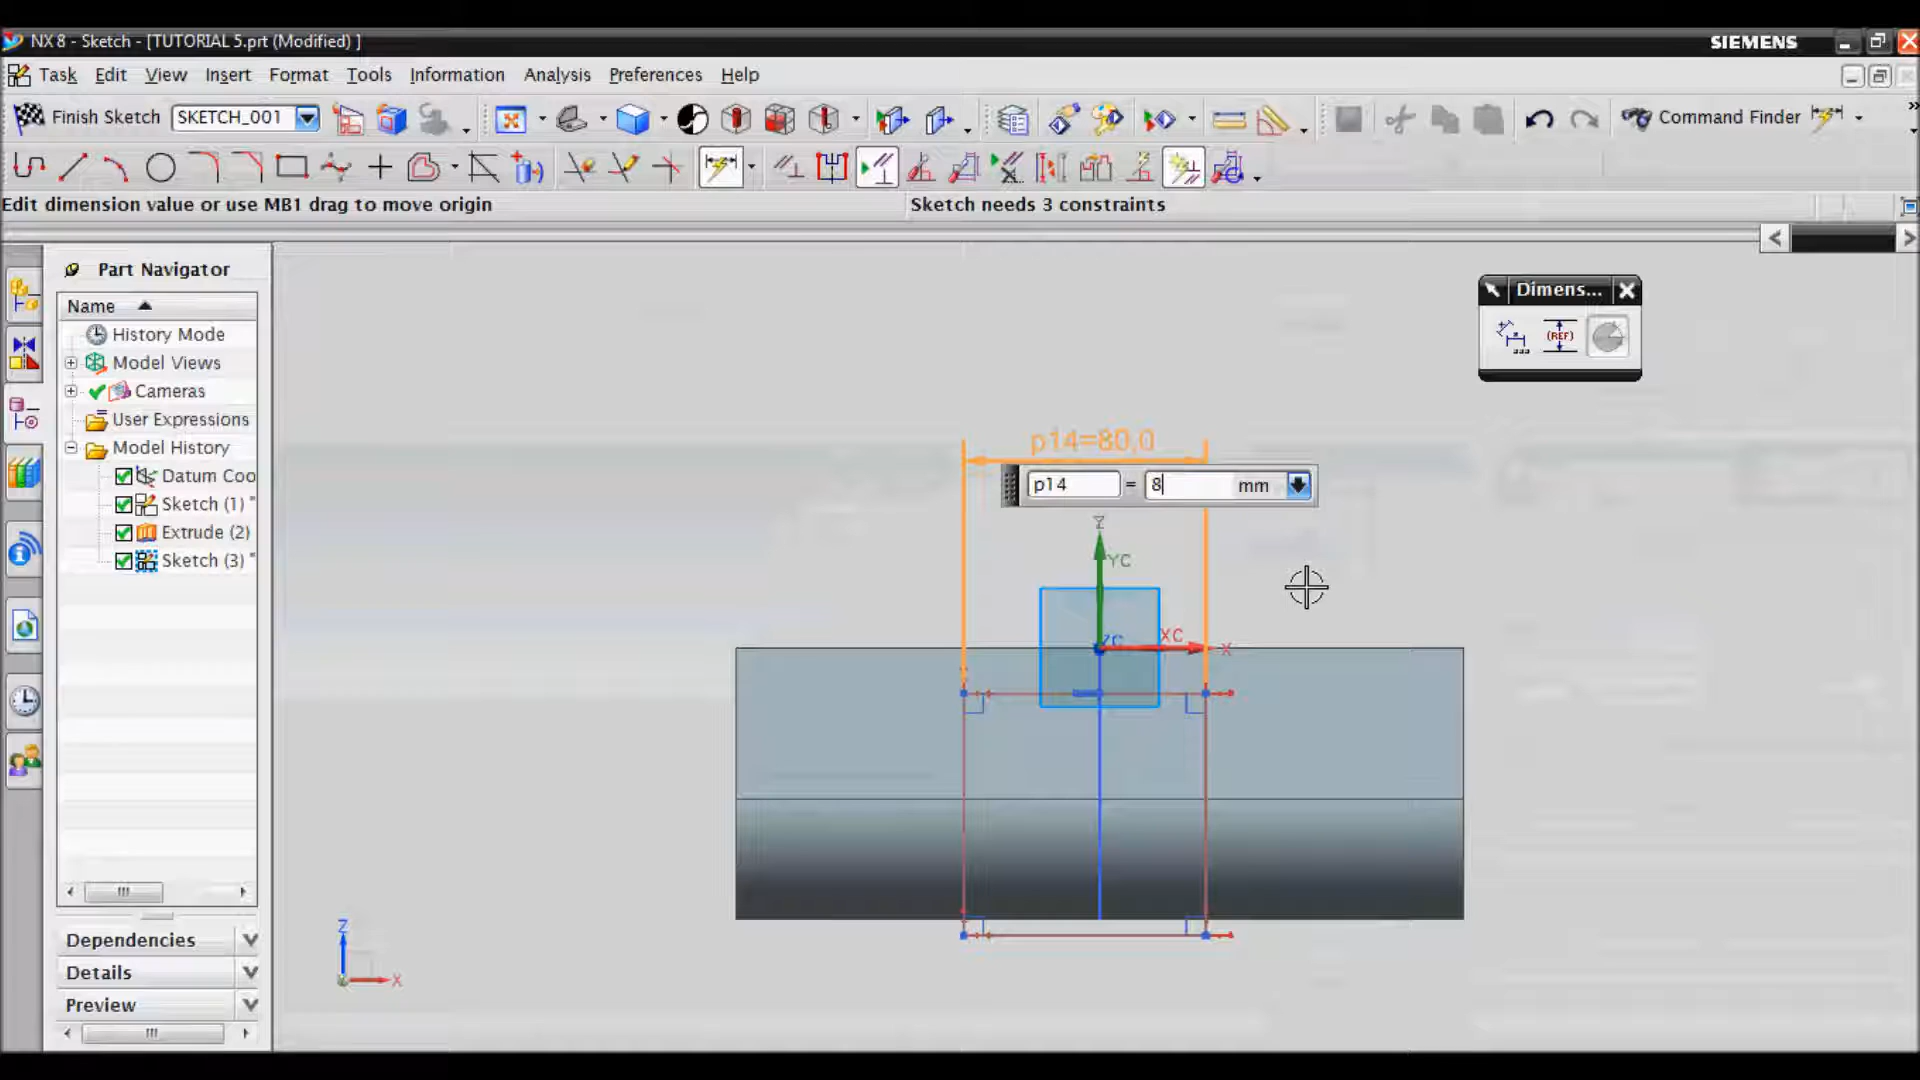 NX 8 - Sketch - [TUTORIAL 5.prt (Modified) ]
SIEMENS
Task Edit View Insert Format Tools Information Analysis Preferences Help
Finish Sketch SKETCH_001 Command Finder
Edit dimension value or use MB1 drag to move origin
Sketch needs 3 constraints
Part Navigator
Name
History Mode
Model Views
Cameras
User Expressions
Model History
Datum Coo
Sketch (1) "
Extrude (2)
Sketch (3) "
Dependencies
Details
Preview
Dimens...
(REF)
p14=80,0
p14 = 8 mm
Y
YC
ZC
XC
X
Z
X